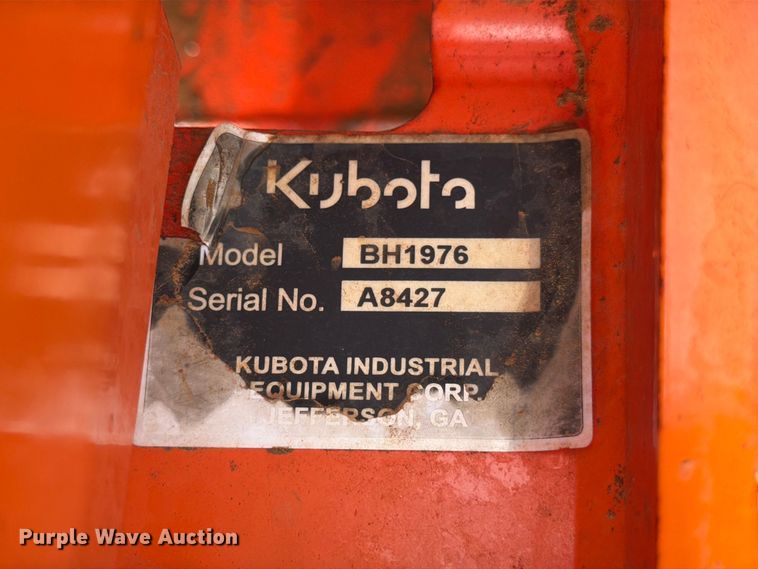 Kubota
Model BH1976
Serial No. A8427
KUBOTA INDUSTRIAL
EQUIPMENT CORP.
JEFFERSON, GA
Purple Wave Auction